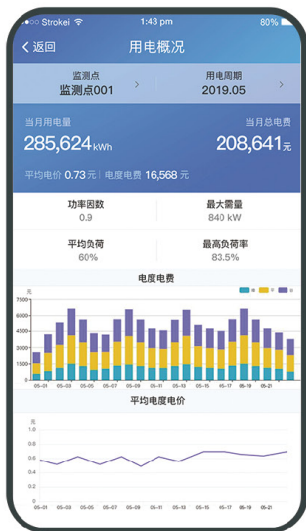 Strokei 1:43 pm 80%
返回 用电概况
监测点 用电周期
监测点001 2019.05
当月用电量 当月总电费
285,624 kWh 208,641元
平均电价 0.73 元 | 电度电费 16,568 元
功率因数 最大需量
0.9 840 kW
平均负荷 最高负荷率
60% 83.5%
电度电费
元
7500
6000
4500
3000
1500
0
05-01 05-03 05-05 05-07 05-09 05-11 05-13 05-15 05-17 05-19 05-21
平均电度电价
元
1.0
0.8
0.6
0.4
0.2
0.0
05-01 05-03 05-05 05-07 05-09 05-11 05-13 05-15 05-17 05-19 05-21